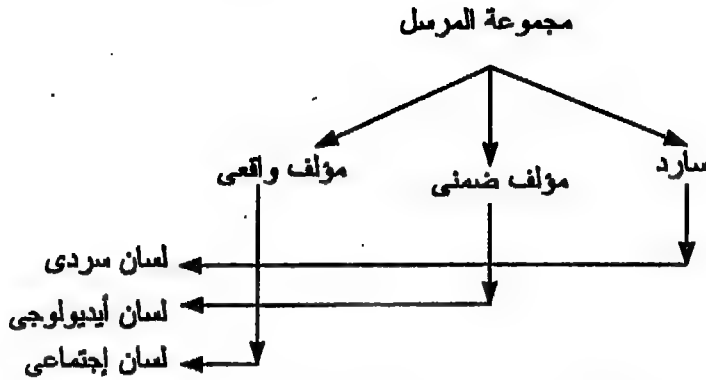 مجموعة المرسل
سارد
مؤلف ضمنى
مؤلف واقعى
لسان سردى
لسان أيديولوجى
لسان إجتماعى